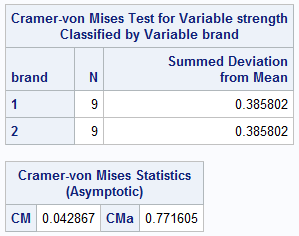 Cramer-von Mises Test for Variable strength
Classified by Variable brand
brand N Summed Deviation from Mean
1 9 0.385802
2 9 0.385802
Cramer-von Mises Statistics
(Asymptotic)
CM 0.042867 CMa 0.771605